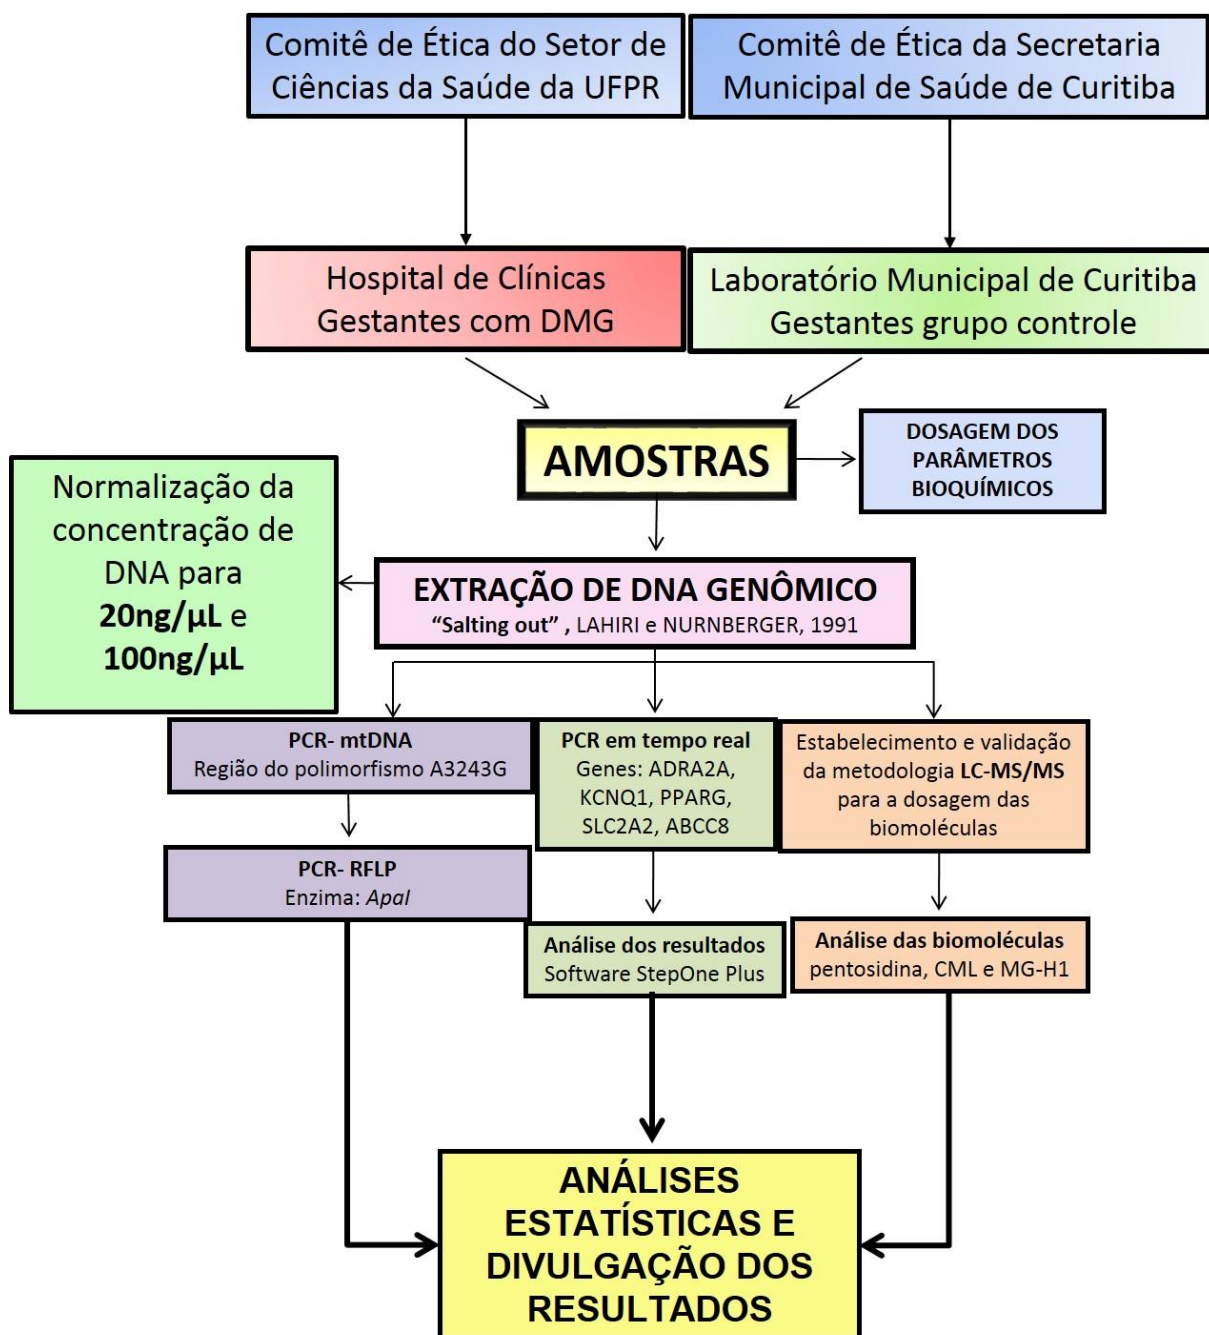 Comitê de Ética do Setor de
Ciências da Saúde da UFPR
Comitê de Ética da Secretaria
Municipal de Saúde de Curitiba
Hospital de Clínicas
Gestantes com DMG
Laboratório Municipal de Curitiba
Gestantes grupo controle
AMOSTRAS
DOSAGEM DOS
PARÂMETROS
BIOQUÍMICOS
Normalização da
concentração de
DNA para
20ng/µL e
100ng/µL
EXTRAÇÃO DE DNA GENÔMICO
“Salting out” , LAHIRI e NURNBERGER, 1991
PCR- mtDNA
Região do polimorfismo A3243G
PCR em tempo real
Genes: ADRA2A,
KCNQ1, PPARG,
SLC2A2, ABCC8
Estabelecimento e validação
da metodologia LC-MS/MS
para a dosagem das
biomoléculas
PCR- RFLP
Enzima: ApaI
Análise dos resultados
Software StepOne Plus
Análise das biomoléculas
pentosidina, CML e MG-H1
ANÁLISES
ESTATÍSTICAS E
DIVULGAÇÃO DOS
RESULTADOS